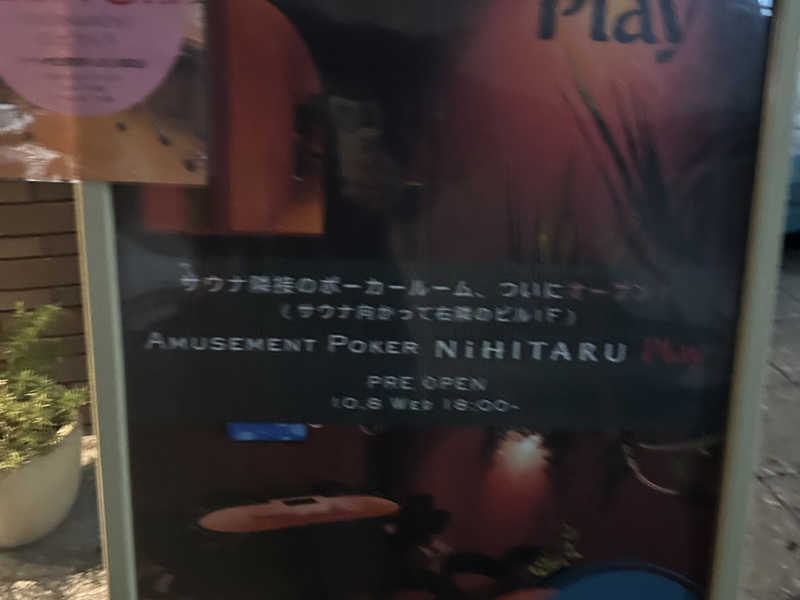 Play
サウナ隣接のポーカールーム、ついにオープン
(サウナ向かって右隣のビル1F)
AMUSEMENT POKER NiHITARU Play
PRE OPEN
10.8 WED 18:00-